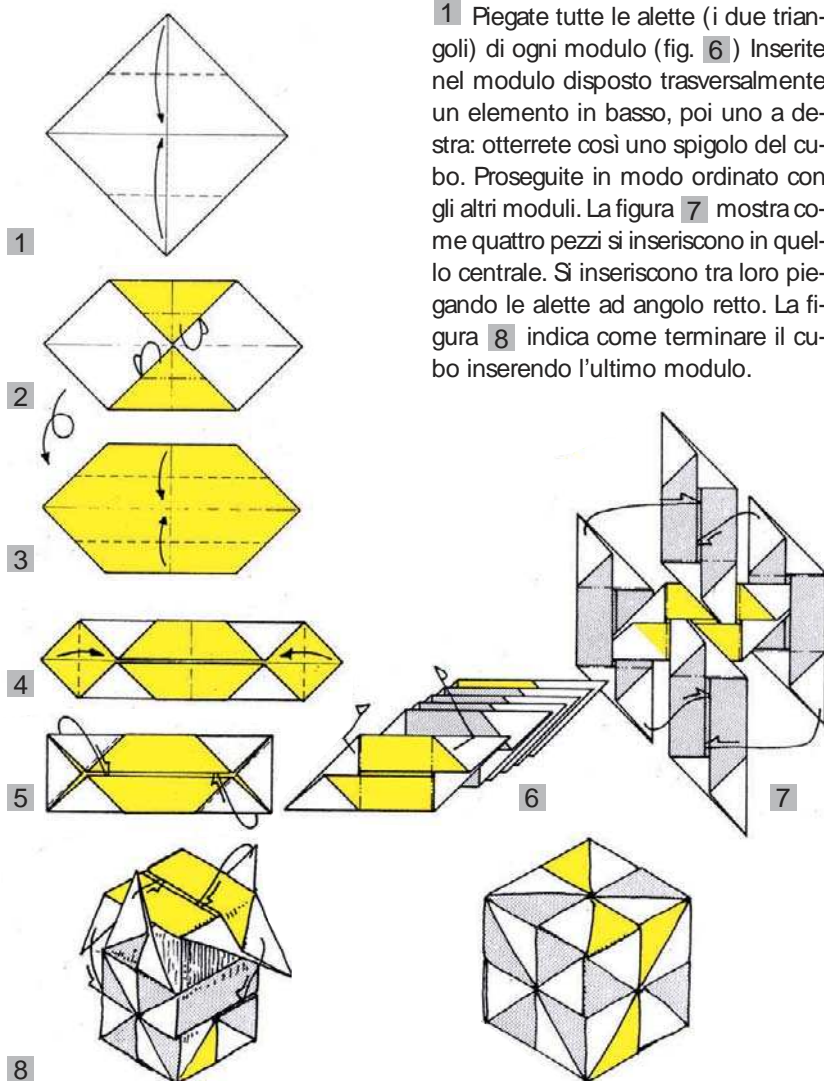 1 Piegate tutte le alette (i due trian-
goli) di ogni modulo (fig. 6 ) Inserite
nel modulo disposto trasversalmente
un elemento in basso, poi uno a de-
stra: otterrete così uno spigolo del cu-
bo. Proseguite in modo ordinato con
gli altri moduli. La figura 7 mostra co-
me quattro pezzi si inseriscono in quel-
lo centrale. Si inseriscono tra loro pie-
gando le alette ad angolo retto. La fi-
gura 8 indica come terminare il cu-
bo inserendo l'ultimo modulo.
1
2
3
4
5
6
7
8